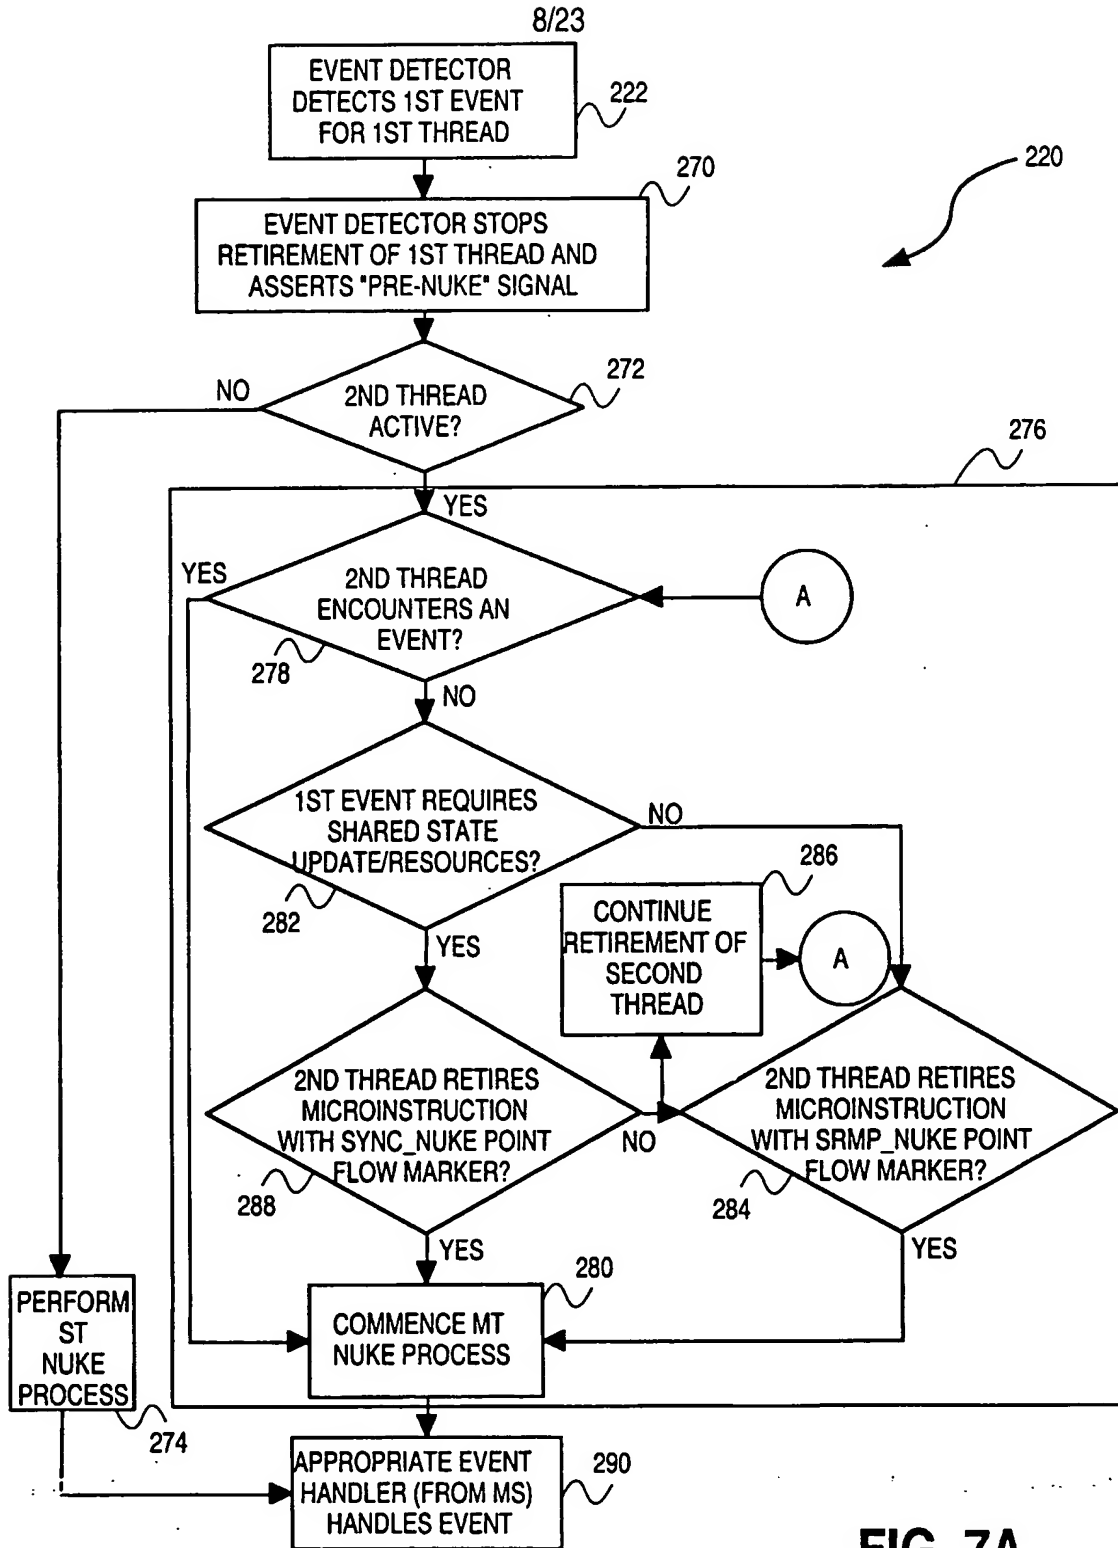 8/23
EVENT DETECTOR
DETECTS 1ST EVENT
FOR 1ST THREAD
222
220
270
EVENT DETECTOR STOPS
RETIREMENT OF 1ST THREAD AND
ASSERTS "PRE-NUKE" SIGNAL
272
NO
2ND THREAD
ACTIVE?
276
YES
YES
2ND THREAD
ENCOUNTERS AN
EVENT?
A
278
NO
1ST EVENT REQUIRES
SHARED STATE
UPDATE/RESOURCES?
NO
282
286
CONTINUE
RETIREMENT OF
SECOND
THREAD
A
YES
2ND THREAD RETIRES
MICROINSTRUCTION
WITH SYNC_NUKE POINT
FLOW MARKER?
NO
288
2ND THREAD RETIRES
MICROINSTRUCTION
WITH SRMP_NUKE POINT
FLOW MARKER?
284
YES
YES
280
COMMENCE MT
NUKE PROCESS
PERFORM
ST
NUKE
PROCESS
274
APPROPRIATE EVENT
HANDLER (FROM MS)
HANDLES EVENT
290
FIG. 7A